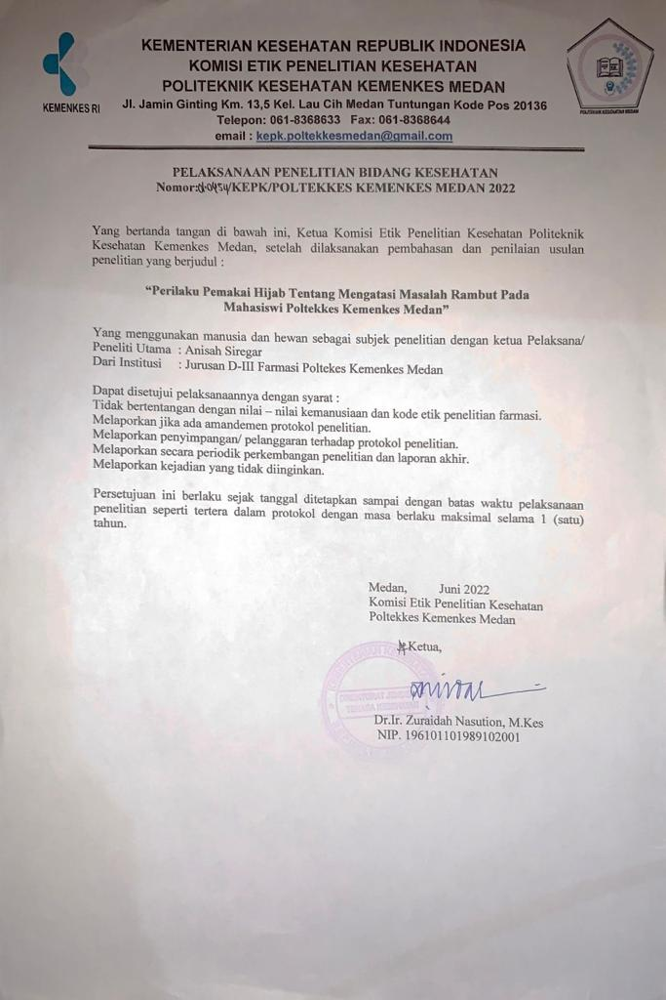 KEMENTERIAN KESEHATAN REPUBLIK INDONESIA
KOMISI ETIK PENELITIAN KESEHATAN
POLITEKNIK KESEHATAN KEMENKES MEDAN
KEMENKES RI
Jl. Jamin Ginting Km. 13,5 Kel. Lau Cih Medan Tuntungan Kode Pos 20136
POLITEKNIK KESEHATAN MEDAN
Telepon: 061-8368633 Fax: 061-8368644
email : kepk.poltekkesmedan@gmail.com
PELAKSANAAN PENELITIAN BIDANG KESEHATAN
Nomor: /KEPK/POLTEKKES KEMENKES MEDAN 2022
Yang bertanda tangan di bawah ini, Ketua Komisi Etik Penelitian Kesehatan Politeknik
Kesehatan Kemenkes Medan, setelah dilaksanakan pembahasan dan penilaian usulan
penelitian yang berjudul :
“Perilaku Pemakai Hijab Tentang Mengatasi Masalah Rambut Pada
Mahasiswi Poltekkes Kemenkes Medan”
Yang menggunakan manusia dan hewan sebagai subjek penelitian dengan ketua Pelaksana/
Peneliti Utama : Anisah Siregar
Dari Institusi : Jurusan D-III Farmasi Poltekes Kemenkes Medan
Dapat disetujui pelaksanaannya dengan syarat :
Tidak bertentangan dengan nilai – nilai kemanusiaan dan kode etik penelitian farmasi.
Melaporkan jika ada amandemen protokol penelitian.
Melaporkan penyimpangan/ pelanggaran terhadap protokol penelitian.
Melaporkan secara periodik perkembangan penelitian dan laporan akhir.
Melaporkan kejadian yang tidak diinginkan.
Persetujuan ini berlaku sejak tanggal ditetapkan sampai dengan batas waktu pelaksanaan
penelitian seperti tertera dalam protokol dengan masa berlaku maksimal selama 1 (satu)
tahun.
Medan, Juni 2022
Komisi Etik Penelitian Kesehatan
Poltekkes Kemenkes Medan
Ketua,
Dr.Ir. Zuraidah Nasution, M.Kes
NIP. 196101101989102001